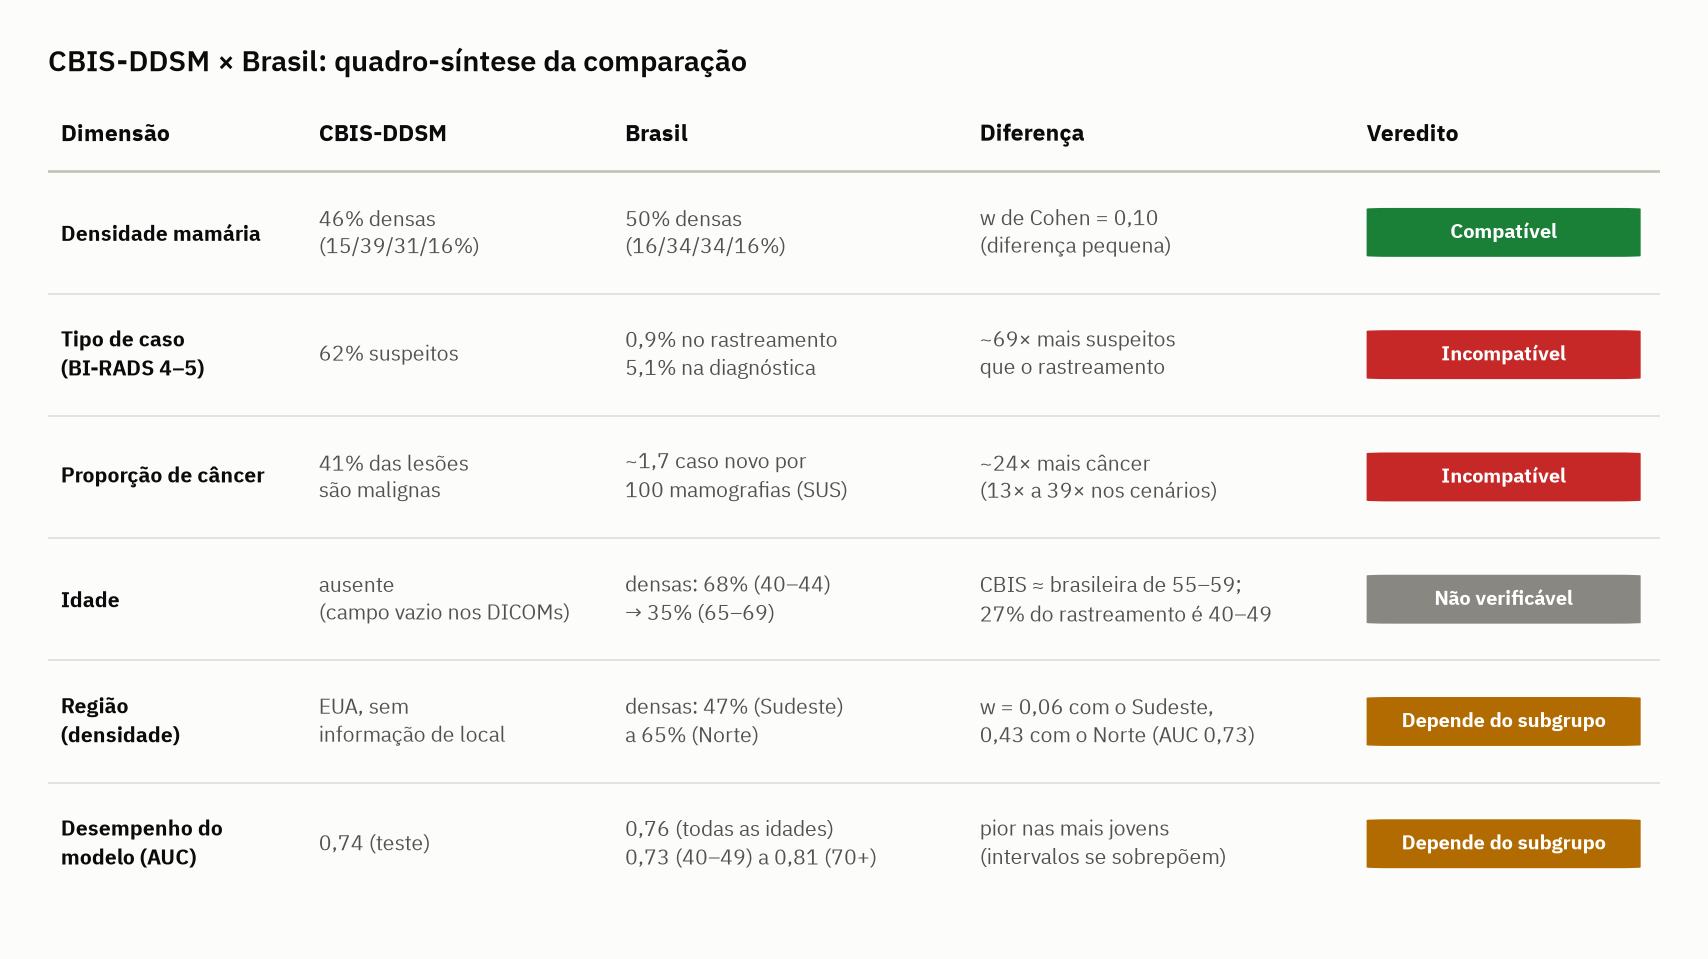 CBIS-DDSM × Brasil: quadro-síntese da comparação
Dimensão
CBIS-DDSM
Brasil
Diferença
Veredito
Densidade mamária
46% densas
(15/39/31/16%)
50% densas
(16/34/34/16%)
w de Cohen = 0,10
(diferença pequena)
Compatível
Tipo de caso
(BI-RADS 4–5)
62% suspeitos
0,9% no rastreamento
5,1% na diagnóstica
~69× mais suspeitos
que o rastreamento
Incompatível
Proporção de câncer
41% das lesões
são malignas
~1,7 caso novo por
100 mamografias (SUS)
~24× mais câncer
(13× a 39× nos cenários)
Incompatível
Idade
ausente
(campo vazio nos DICOMs)
densas: 68% (40–44)
→ 35% (65–69)
CBIS ≈ brasileira de 55–59;
27% do rastreamento é 40–49
Não verificável
Região
(densidade)
EUA, sem
informação de local
densas: 47% (Sudeste)
a 65% (Norte)
w = 0,06 com o Sudeste,
0,43 com o Norte (AUC 0,73)
Depende do subgrupo
Desempenho do
modelo (AUC)
0,74 (teste)
0,76 (todas as idades)
0,73 (40–49) a 0,81 (70+)
pior nas mais jovens
(intervalos se sobrepõem)
Depende do subgrupo